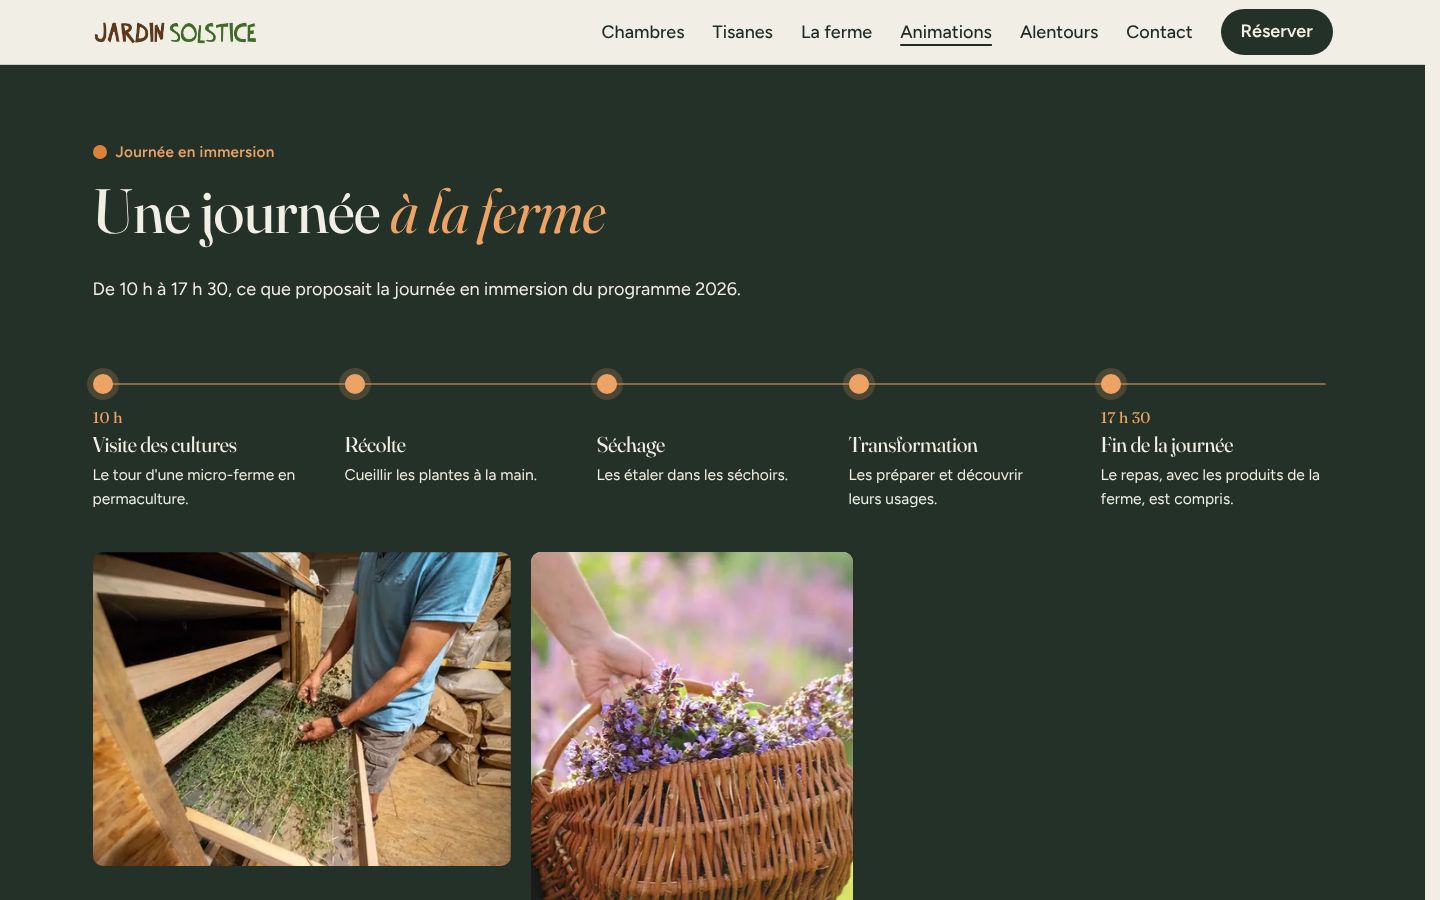 JARDIN SOLSTICE
Chambres
Tisanes
La ferme
Animations
Alentours
Contact
Réserver
Journée en immersion
Une journée à la ferme
De 10 h à 17 h 30, ce que proposait la journée en immersion du programme 2026.
10 h
Visite des cultures
Le tour d'une micro-ferme en
permaculture.
Récolte
Cueillir les plantes à la main.
Séchage
Les étaler dans les séchoirs.
Transformation
Les préparer et découvrir
leurs usages.
17 h 30
Fin de la journée
Le repas, avec les produits de la
ferme, est compris.